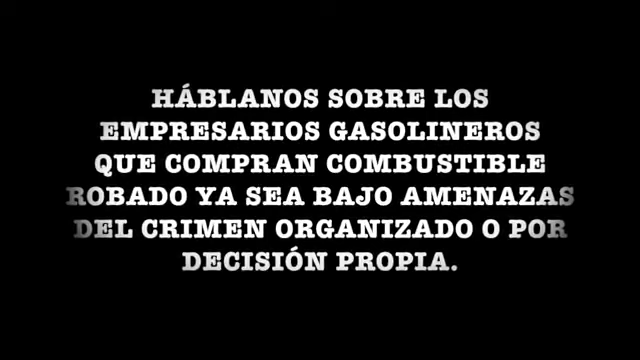 HÁBLANOS SOBRE LOS
EMPRESARIOS GASOLINEROS
QUE COMPRAN COMBUSTIBLE
ROBADO YA SEA BAJO AMENAZAS
DEL CRIMEN ORGANIZADO O POR
DECISIÓN PROPIA.